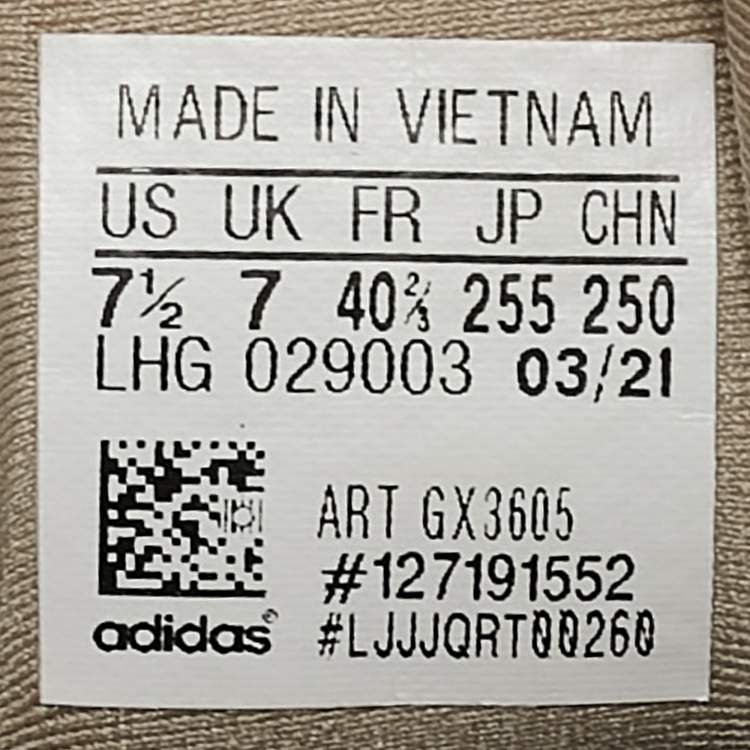 MADE IN VIETNAM
US UK FR JP CHN
7½ 7 40⅔ 255 250
LHG 029003 03/21
ART GX3605
#127191552
adidas® #LJJJQRT00260